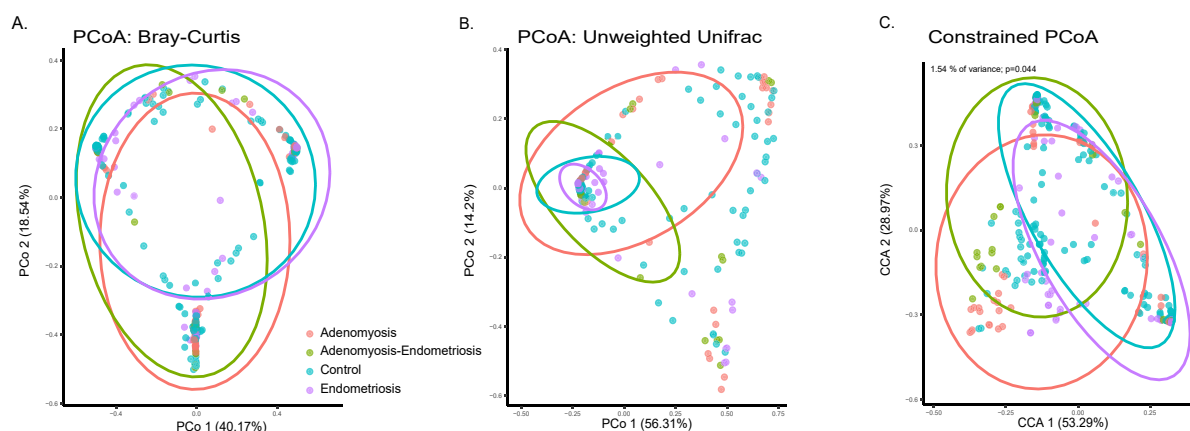 A.
PCoA: Bray-Curtis
0.4
0.2
0.0
−0.2
−0.4
−0.6
PCo 2 (18.54%)
−0.4
0.0
0.4
PCo 1 (40.17%)
Adenomyosis
Adenomyosis-Endometriosis
Control
Endometriosis
B.
PCoA: Unweighted Unifrac
0.4
0.2
0.0
−0.2
−0.4
−0.6
PCo 2 (14.2%)
−0.50
−0.25
0.00
0.25
0.50
0.75
PCo 1 (56.31%)
C.
Constrained PCoA
1.54 % of variance; p=0.044
0.3
0.0
−0.3
−0.6
CCA 2 (28.97%)
−0.50
−0.25
0.00
0.25
CCA 1 (53.29%)